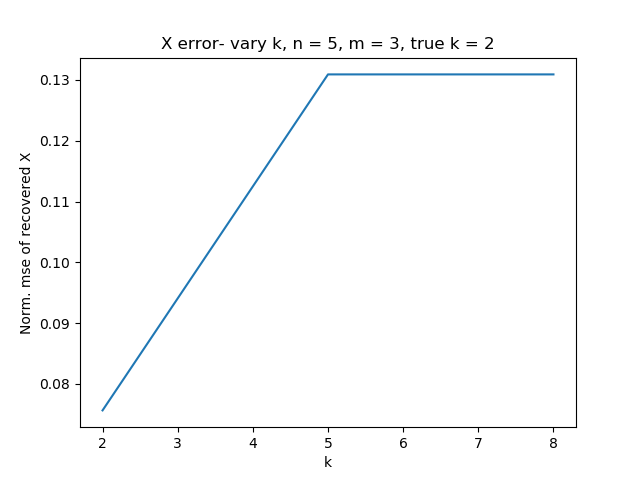 X error- vary k, n = 5, m = 3, true k = 2
Norm. mse of recovered X
0.13
0.12
0.11
0.10
0.09
0.08
2 3 4 5 6 7 8
k